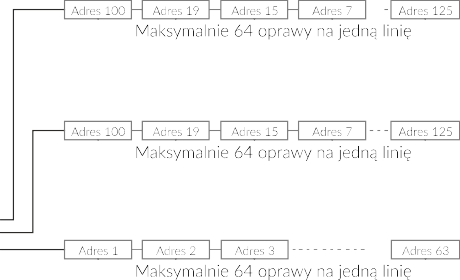 Adres 100 Adres 19 Adres 15 Adres 7 Adres 125
Maksymalnie 64 oprawy na jedną linię
Adres 100 Adres 19 Adres 15 Adres 7 Adres 125
Maksymalnie 64 oprawy na jedną linię
Adres 1 Adres 2 Adres 3 Adres 63
Maksymalnie 64 oprawy na jedną linię